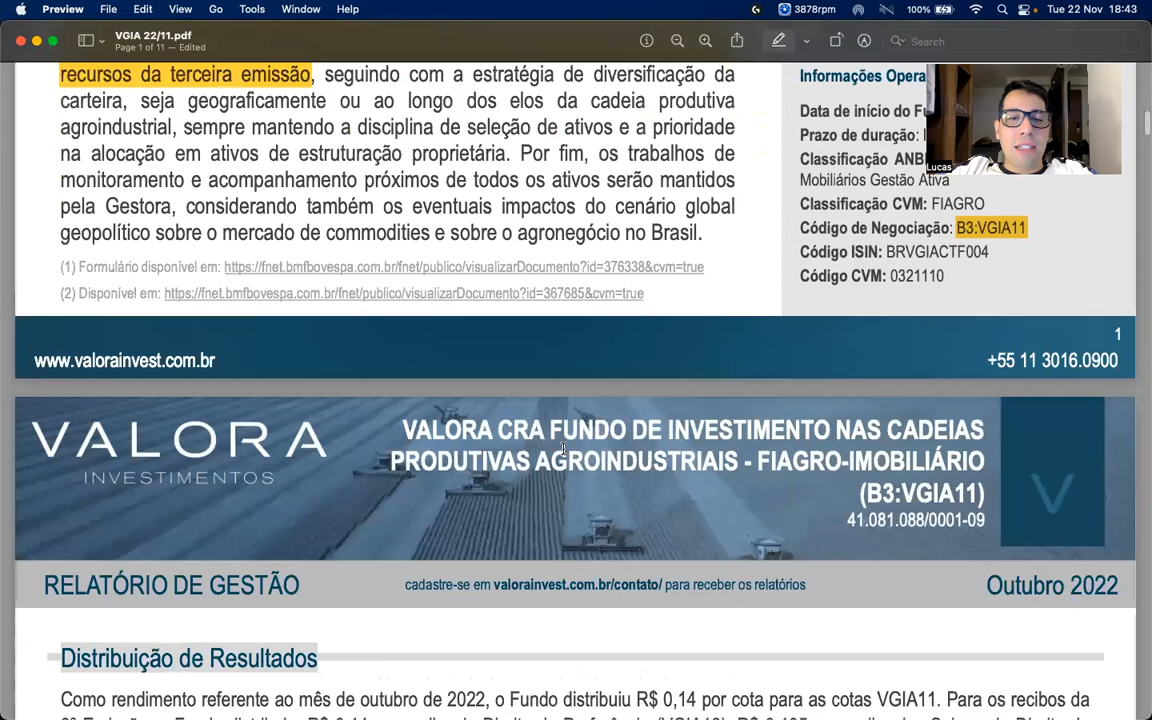 Preview File Edit View Go Tools Window Help 3878rpm 100% Tue 22 Nov 18:43
VGIA 22/11.pdf
Page 1 of 11 — Edited
Search
recursos da terceira emissão, seguindo com a estratégia de diversificação da
carteira, seja geograficamente ou ao longo dos elos da cadeia produtiva
agroindustrial, sempre mantendo a disciplina de seleção de ativos e a prioridade
na alocação em ativos de estruturação proprietária. Por fim, os trabalhos de
monitoramento e acompanhamento próximos de todos os ativos serão mantidos
pela Gestora, considerando também os eventuais impactos do cenário global
geopolítico sobre o mercado de commodities e sobre o agronegócio no Brasil.
(1) Formulário disponível em: https://fnet.bmfbovespa.com.br/fnet/publico/visualizarDocumento?id=376338&cvm=true
(2) Disponível em: https://fnet.bmfbovespa.com.br/fnet/publico/visualizarDocumento?id=367685&cvm=true
Informações Opera
Data de início do Fu
Prazo de duração:
Classificação ANB
Mobiliários Gestão Ativa
Classificação CVM: FIAGRO
Código de Negociação: B3:VGIA11
Código ISIN: BRVGIACTF004
Código CVM: 0321110
Lucas
1
www.valorainvest.com.br
+55 11 3016.0900
VALORA
INVESTIMENTOS
VALORA CRA FUNDO DE INVESTIMENTO NAS CADEIAS
PRODUTIVAS AGROINDUSTRIAIS - FIAGRO-IMOBILIÁRIO
(B3:VGIA11)
41.081.088/0001-09
V
RELATÓRIO DE GESTÃO
cadastre-se em valorainvest.com.br/contato/ para receber os relatórios
Outubro 2022
Distribuição de Resultados
Como rendimento referente ao mês de outubro de 2022, o Fundo distribuiu R$ 0,14 por cota para as cotas VGIA11. Para os recibos da